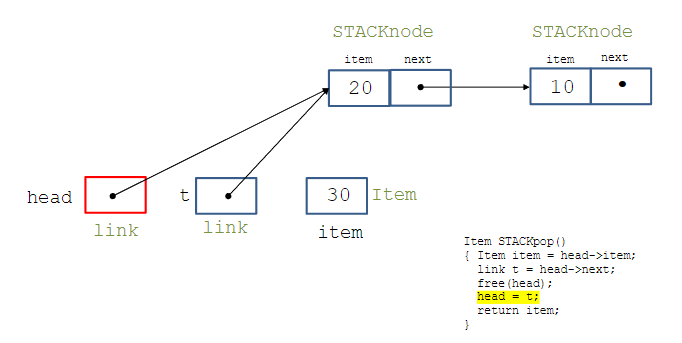 STACKnode STACKnode
item next item next
20 10
head t 30 Item
link link item
Item STACKpop()
{ Item item = head->item;
link t = head->next;
free(head);
head = t;
return item;
}